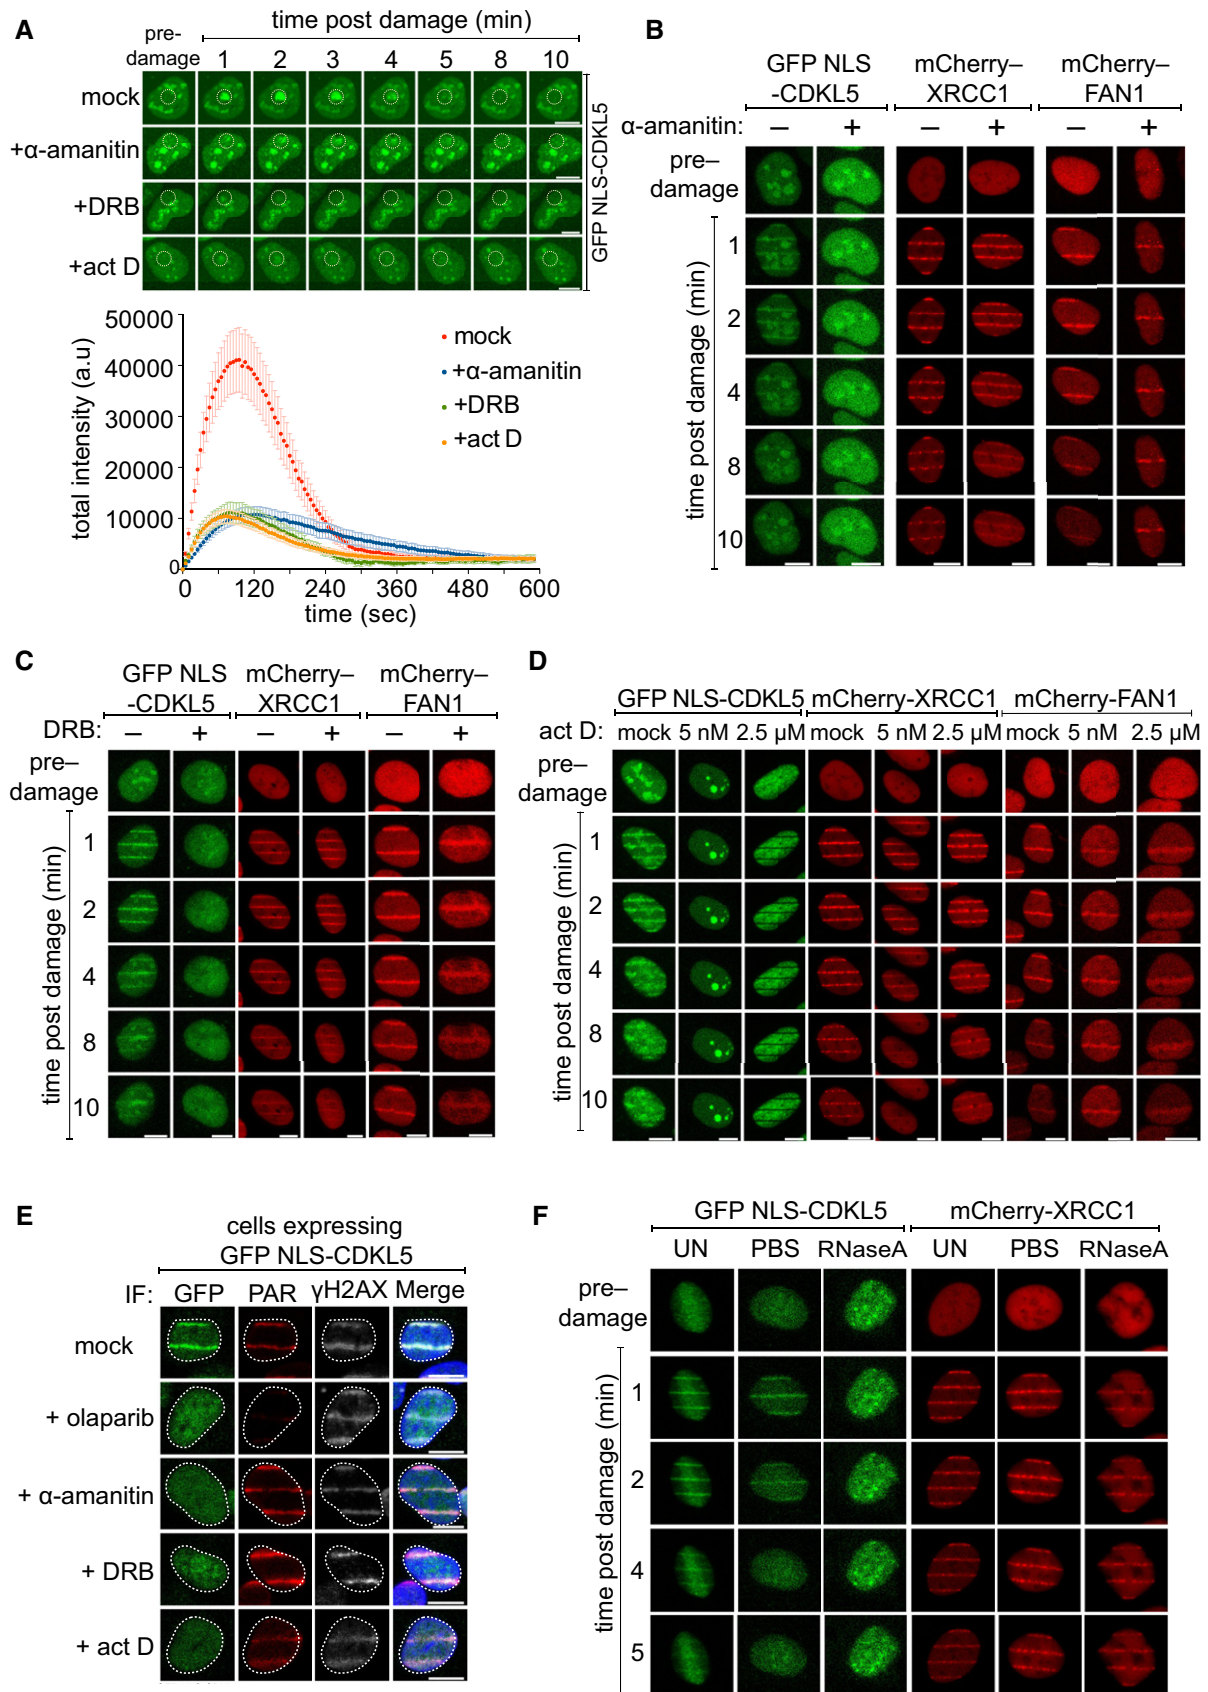 A
time post damage (min)
pre-
damage 1 2 3 4 5 8 10
mock
+α-amanitin
+DRB
+act D
GFP NLS-CDKL5
50000
40000
30000
20000
10000
0
total intensity (a.u)
mock
+α-amanitin
+DRB
+act D
0 120 240 360 480 600
time (sec)
B
GFP NLS
-CDKL5
mCherry–
XRCC1
mCherry–
FAN1
α-amanitin: – + – + – +
pre–
damage
1
2
4
8
10
time post damage (min)
C
GFP NLS
-CDKL5
mCherry–
XRCC1
mCherry–
FAN1
DRB: – + – + – +
pre–
damage
1
2
4
8
10
time post damage (min)
D
GFP NLS-CDKL5 mCherry-XRCC1 mCherry-FAN1
act D: mock 5 nM 2.5 µM mock 5 nM 2.5 µM mock 5 nM 2.5 µM
pre–
damage
1
2
4
8
10
time post damage (min)
E
cells expressing
GFP NLS-CDKL5
IF: GFP PAR γH2AX Merge
mock
+ olaparib
+ α-amanitin
+ DRB
+ act D
F
GFP NLS-CDKL5 mCherry-XRCC1
UN PBS RNaseA UN PBS RNaseA
pre–
damage
1
2
4
5
time post damage (min)